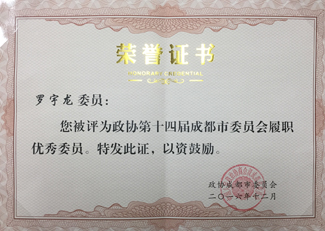 荣誉证书
HONORARY CREDENTIAL
罗宇龙委员：
您被评为政协第十四届成都市委员会履职
优秀委员。特发此证，以资鼓励。
政协成都市委员会
二〇一六年十二月